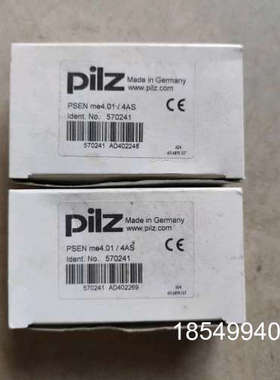 pilz
Made in Germany
www.pilz.com
PSEN me4.01 / 4AS
Ident. No. 570241
CE
570241 AD402248
pilz
Made in Germany
www.pilz.com
PSEN me4.01 / 4AS
Ident. No. 570241
CE
570241 AD402269
18549940